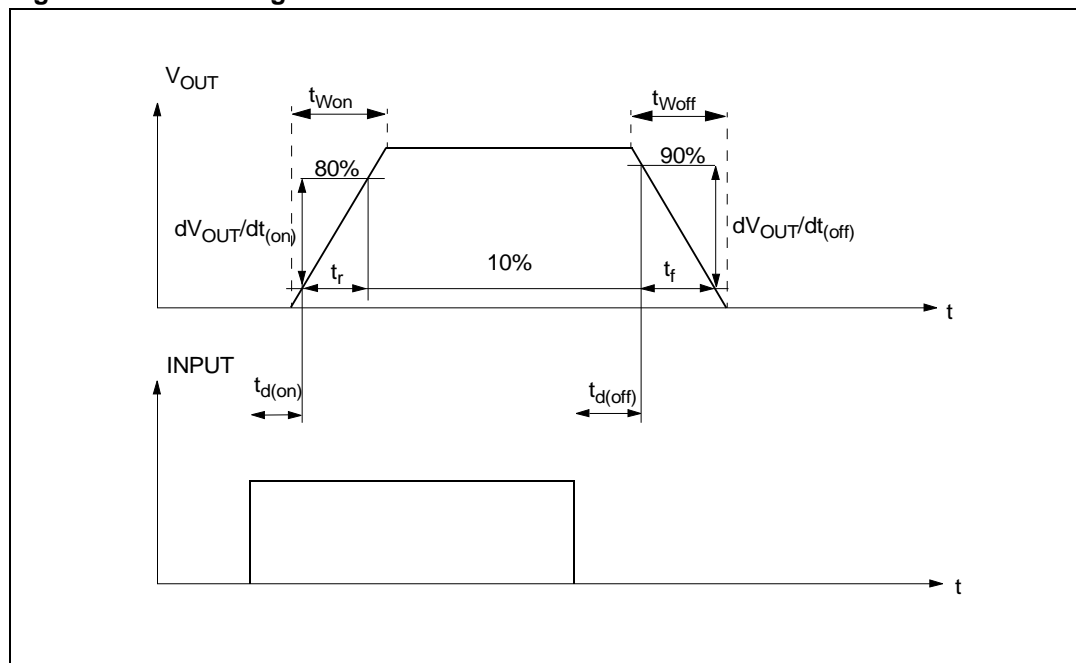 V_OUT
t_Won
t_Woff
80%
90%
dV_OUT/dt_(on)
dV_OUT/dt_(off)
t_r
10%
t_f
t
INPUT
t_d(on)
t_d(off)
t